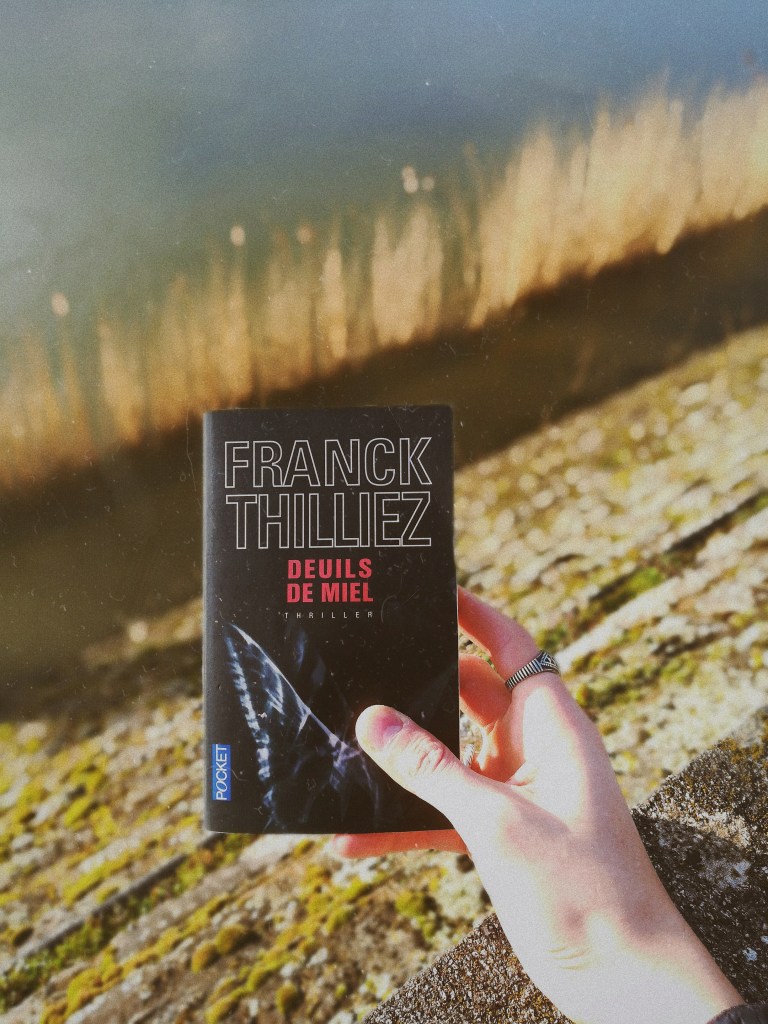 FRANCK
THILLIEZ
DEUILS
DE MIEL
THRILLER
POCKET